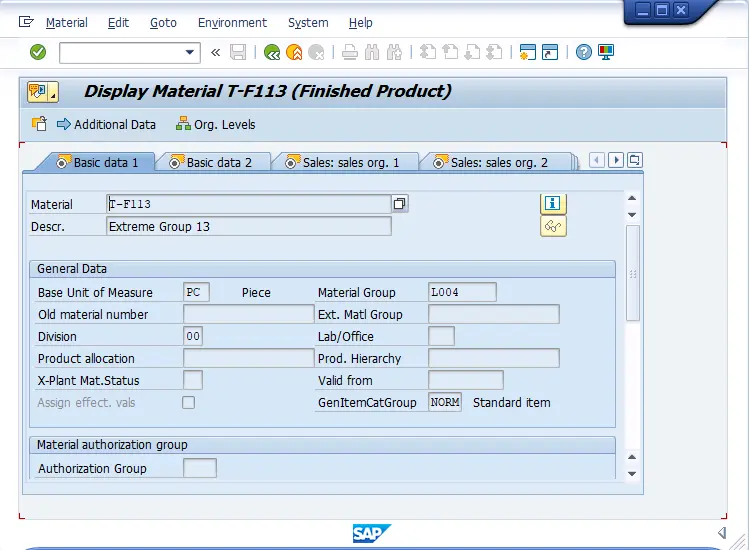 Material Edit Goto Environment System Help
Display Material T-F113 (Finished Product)
Additional Data Org. Levels
Basic data 1 Basic data 2 Sales: sales org. 1 Sales: sales org. 2
Material T-F113
Descr. Extreme Group 13
General Data
Base Unit of Measure PC Piece Material Group L004
Old material number Ext. Matl Group
Division 00 Lab/Office
Product allocation Prod. Hierarchy
X-Plant Mat.Status Valid from
Assign effect. vals GenItemCatGroup NORM Standard item
Material authorization group
Authorization Group
SAP